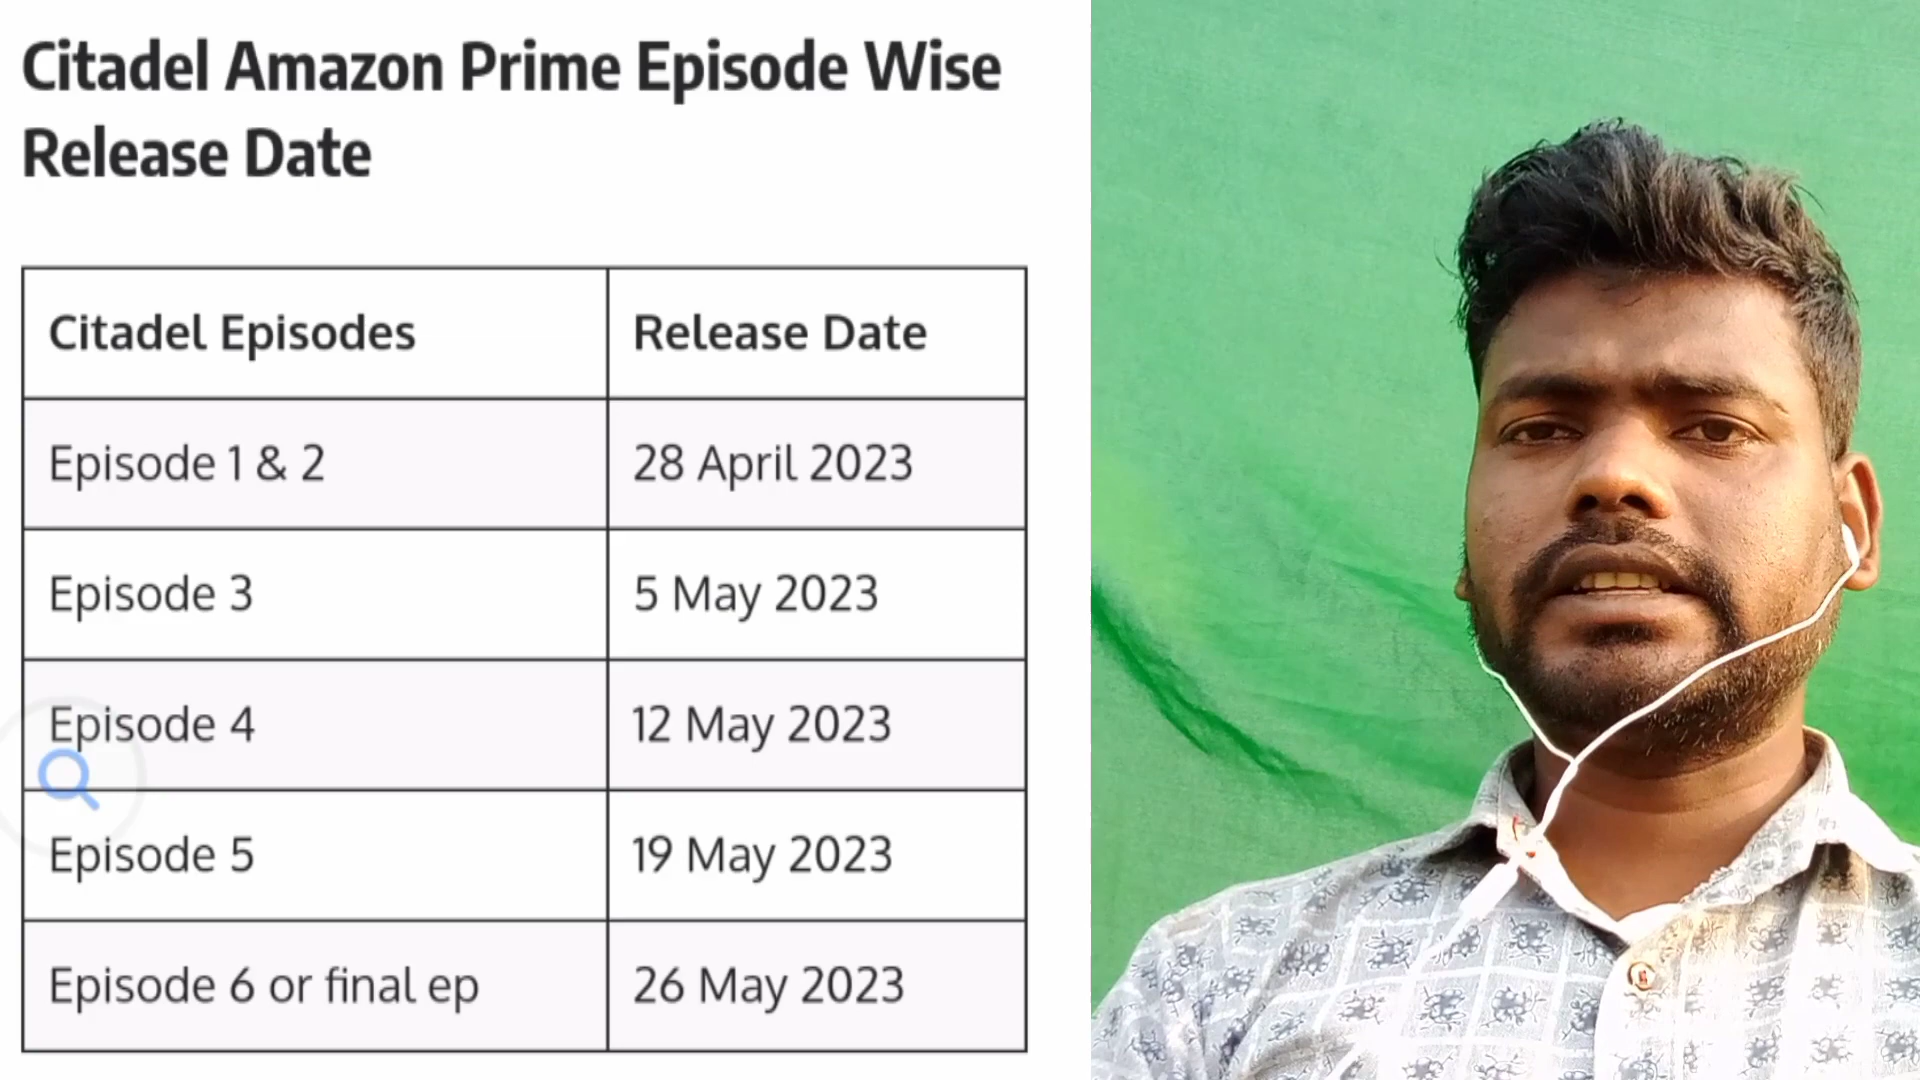 Citadel Amazon Prime Episode Wise
Release Date
Citadel Episodes Release Date
Episode 1 & 2 28 April 2023
Episode 3 5 May 2023
Episode 4 12 May 2023
Episode 5 19 May 2023
Episode 6 or final ep 26 May 2023